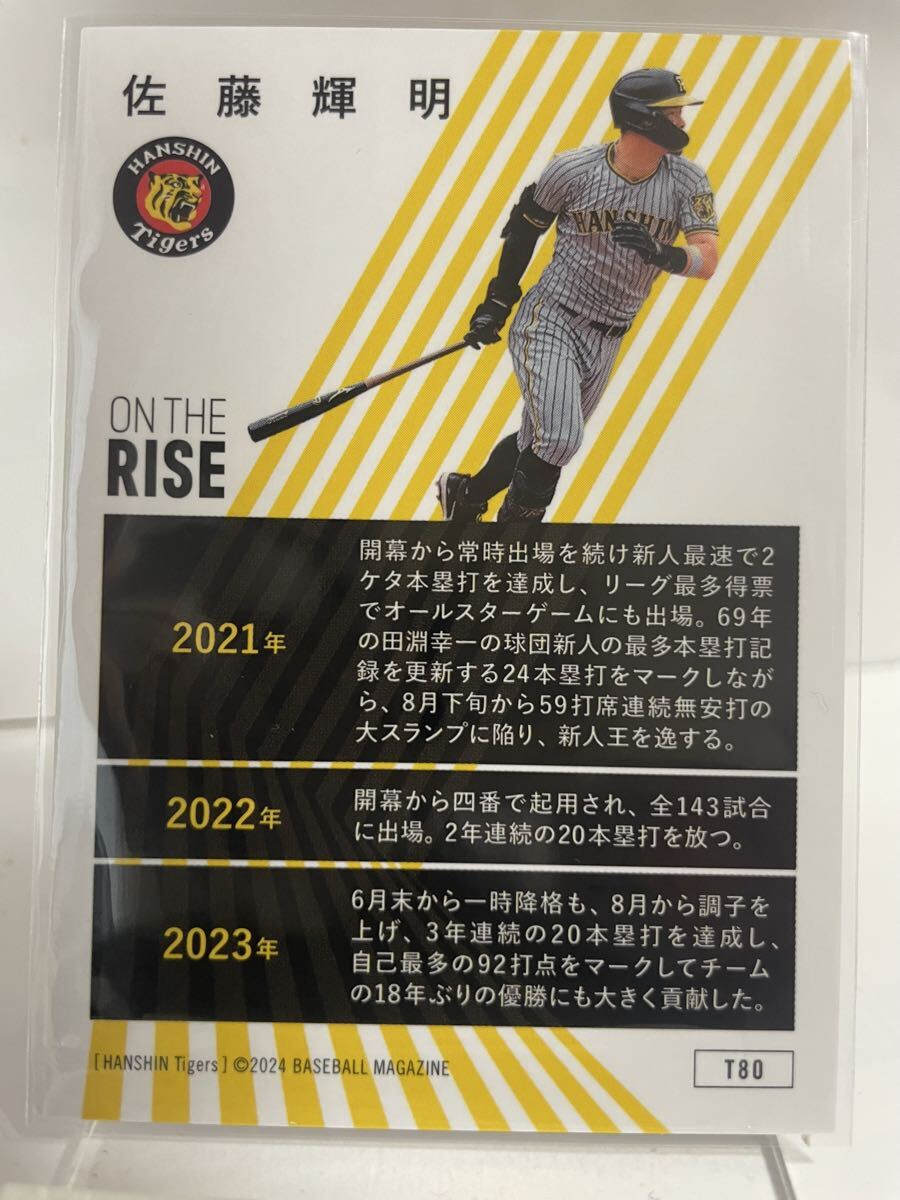 佐藤輝明
HANSHIN
Tigers
HANSHIN
ON THE
RISE
2021年
開幕から常時出場を続け新人最速で2
ケタ本塁打を達成し、リーグ最多得票
でオールスターゲームにも出場。69年
の田淵幸一の球団新人の最多本塁打記
録を更新する24本塁打をマークしなが
ら、8月下旬から59打席連続無安打の
大スランプに陥り、新人王を逸する。
2022年
開幕から四番で起用され、全143試合
に出場。2年連続の20本塁打を放つ。
2023年
6月末から一時降格も、8月から調子を
上げ、3年連続の20本塁打を達成し、
自己最多の92打点をマークしてチーム
の18年ぶりの優勝にも大きく貢献した。
[HANSHIN Tigers] ©2024 BASEBALL MAGAZINE
T80